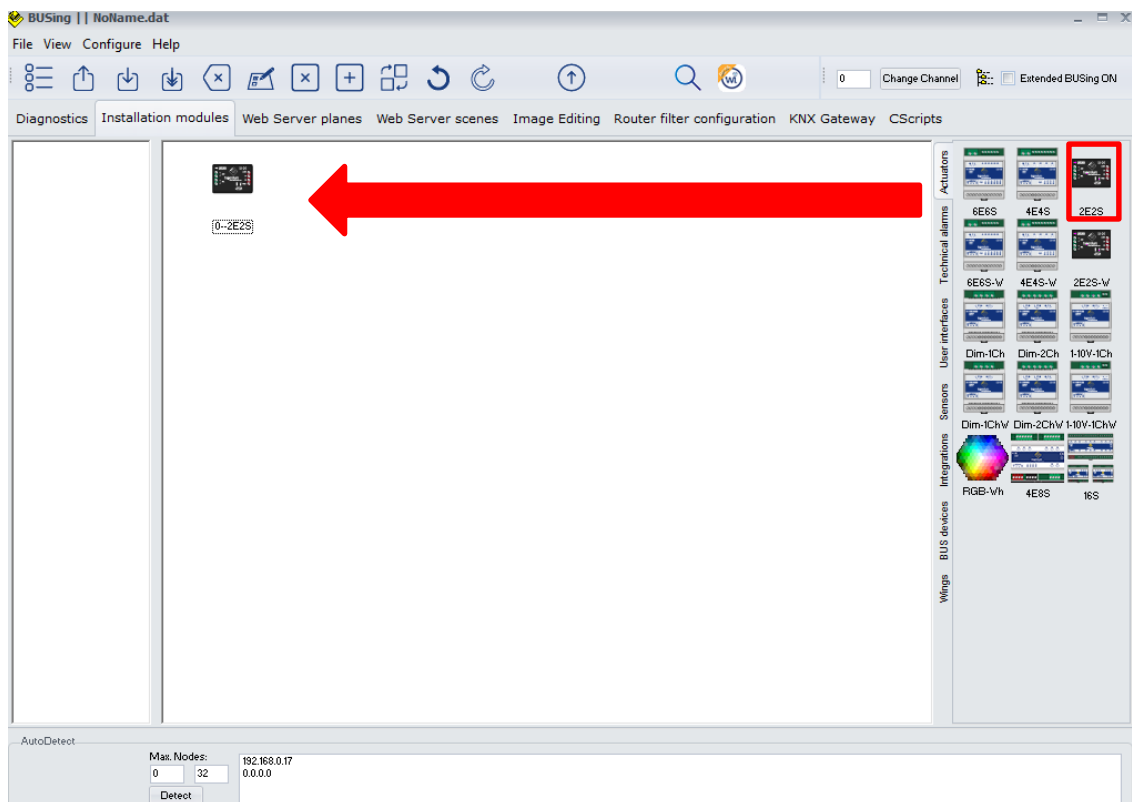 BUSing || NoName.dat
File View Configure Help
0 Change Channel Extended BUSing ON
Diagnostics Installation modules Web Server planes Web Server scenes Image Editing Router filter configuration KNX Gateway CScripts
0--2E2S
Actuators
Technical alarms
User interfaces
Sensors
Integrations
BUS devices
Wings
6E6S 4E4S 2E2S
6E6S-W 4E4S-W 2E2S-W
Dim-1Ch Dim-2Ch 1-10V-1Ch
Dim-1ChW Dim-2ChW 1-10V-1ChW
RGB-Wh 4E8S 16S
AutoDetect
Max. Nodes:
0 32
Detect
192.168.0.17
0.0.0.0